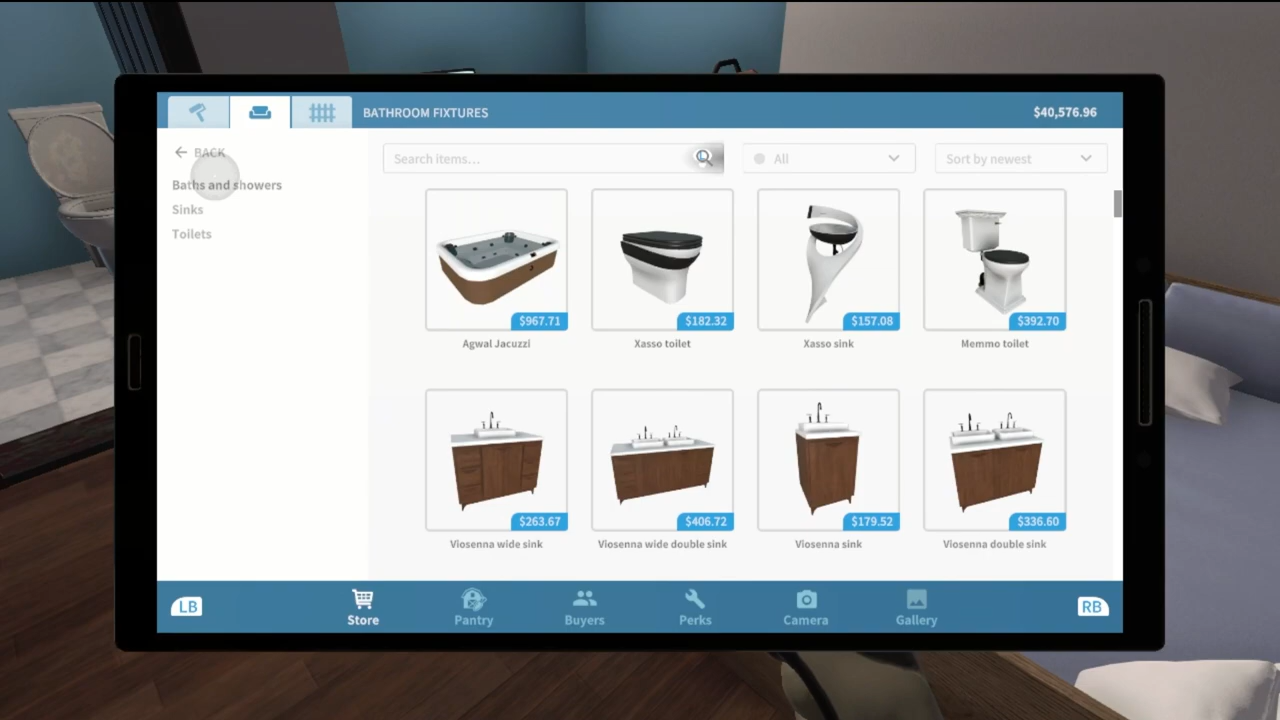 BATHROOM FIXTURES
$40,576.96
BACK
Search items...
All
Sort by newest
Baths and showers
Sinks
Toilets
$967.71
$182.32
$157.08
$392.70
Agwal Jacuzzi
Xasso toilet
Xasso sink
Memmo toilet
$263.67
$406.72
$179.52
$336.60
Viosenna wide sink
Viosenna wide double sink
Viosenna sink
Viosenna double sink
LB
Store
Pantry
Buyers
Perks
Camera
Gallery
RB